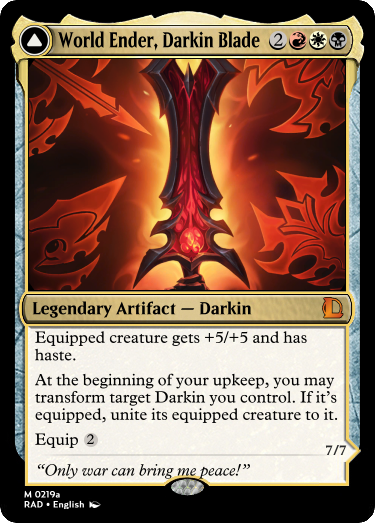 World Ender, Darkin Blade 2
Legendary Artifact — Darkin
Equipped creature gets +5/+5 and has
haste.
At the beginning of your upkeep, you may
transform target Darkin you control. If it's
equipped, unite its equipped creature to it.
Equip 2
7/7
“Only war can bring me peace!”
M 0219a
RAD • English